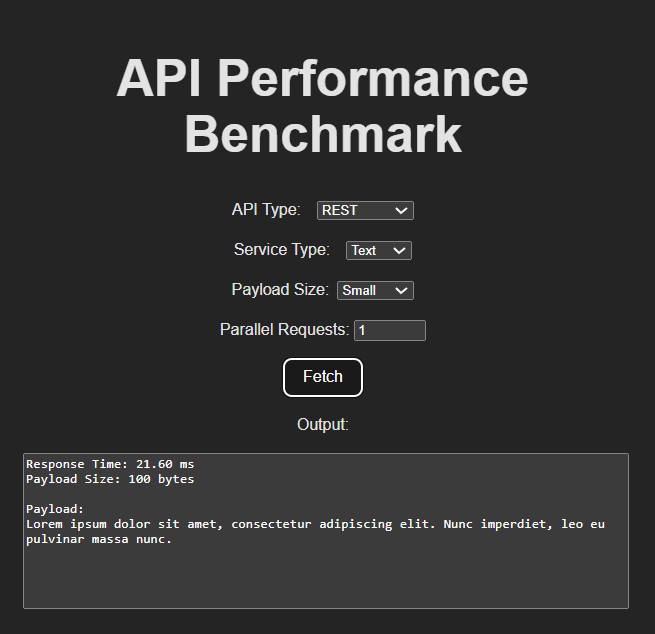 API Performance
Benchmark
API Type: REST
Service Type: Text
Payload Size: Small
Parallel Requests: 1
Fetch
Output:
Response Time: 21.60 ms
Payload Size: 100 bytes
Payload:
Lorem ipsum dolor sit amet, consectetur adipiscing elit. Nunc imperdiet, leo eu
pulvinar massa nunc.